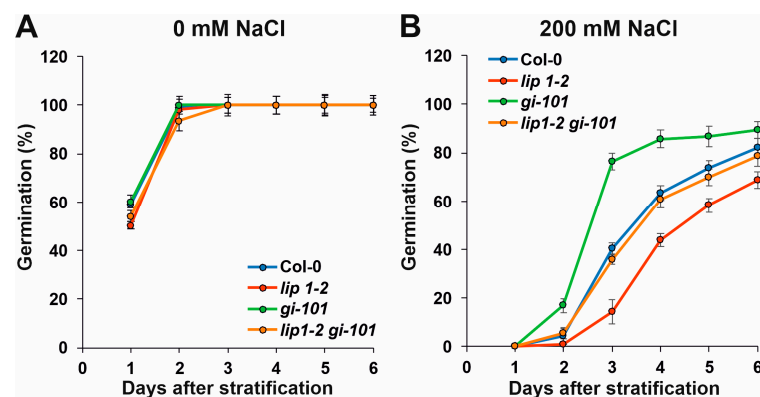 A
0 mM NaCl
120
100
80
60
40
20
0
Germination (%)
Col-0
lip 1-2
gi-101
lip1-2 gi-101
0 1 2 3 4 5 6
Days after stratification
B
200 mM NaCl
120
100
80
60
40
20
0
Germination (%)
Col-0
lip 1-2
gi-101
lip1-2 gi-101
0 1 2 3 4 5 6
Days after stratification